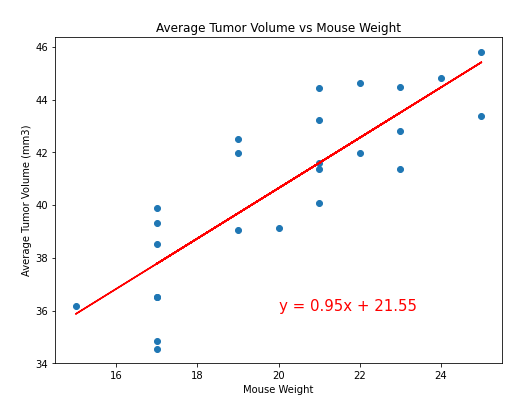 Average Tumor Volume vs Mouse Weight
46
44
42
40
38
36
34
Average Tumor Volume (mm3)
y = 0.95x + 21.55
16 18 20 22 24
Mouse Weight